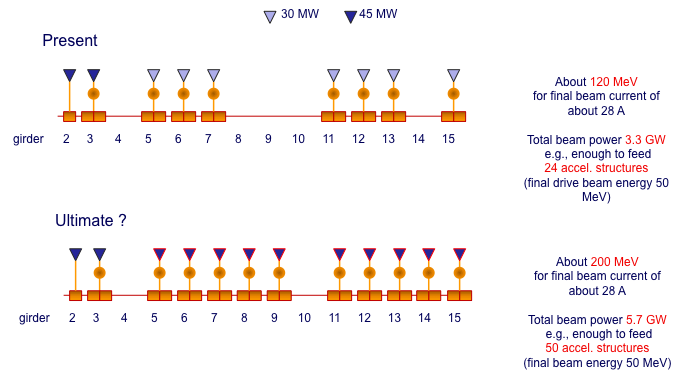 30 MW 45 MW
Present
About 120 MeV
for final beam current of
about 28 A
girder 2 3 4 5 6 7 8 9 10 11 12 13 14 15
Total beam power 3.3 GW
e.g., enough to feed
24 accel. structures
(final drive beam energy 50
MeV)
Ultimate ?
About 200 MeV
for final beam current of
about 28 A
girder 2 3 4 5 6 7 8 9 10 11 12 13 14 15
Total beam power 5.7 GW
e.g., enough to feed
50 accel. structures
(final beam energy 50 MeV)